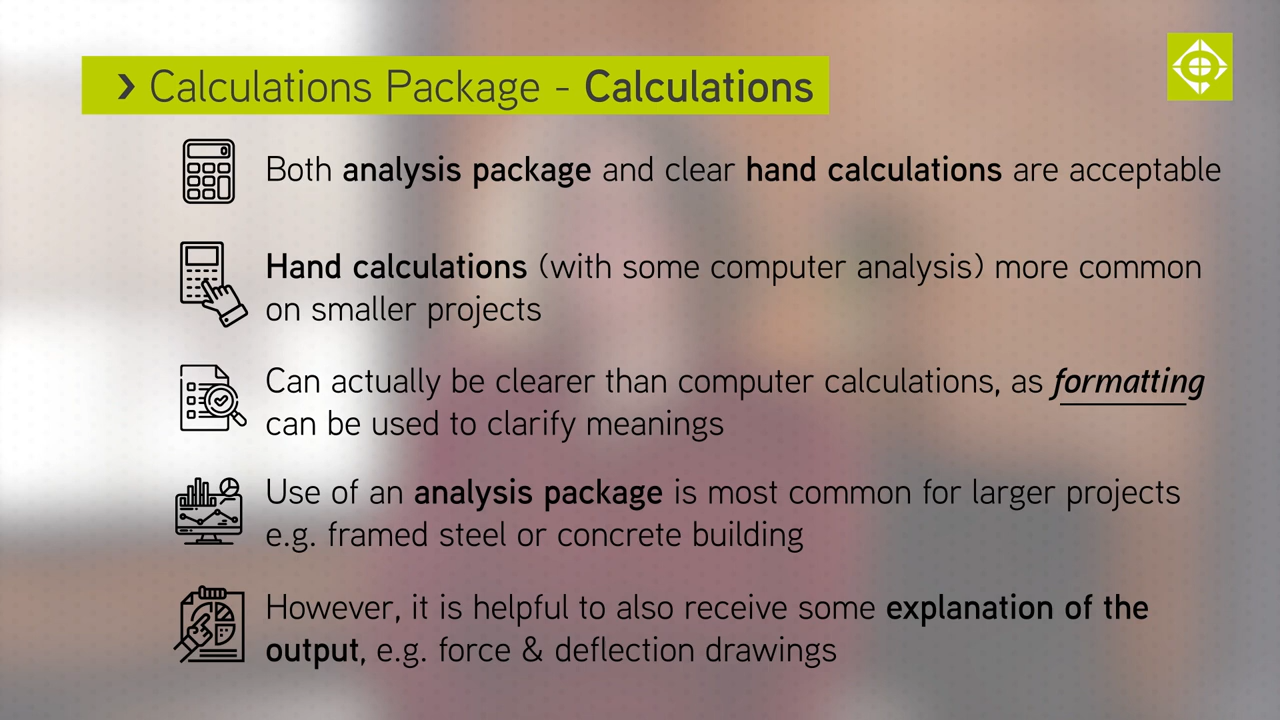 › Calculations Package - Calculations
Both analysis package and clear hand calculations are acceptable
Hand calculations (with some computer analysis) more common
on smaller projects
Can actually be clearer than computer calculations, as formatting
can be used to clarify meanings
Use of an analysis package is most common for larger projects
e.g. framed steel or concrete building
However, it is helpful to also receive some explanation of the
output, e.g. force & deflection drawings